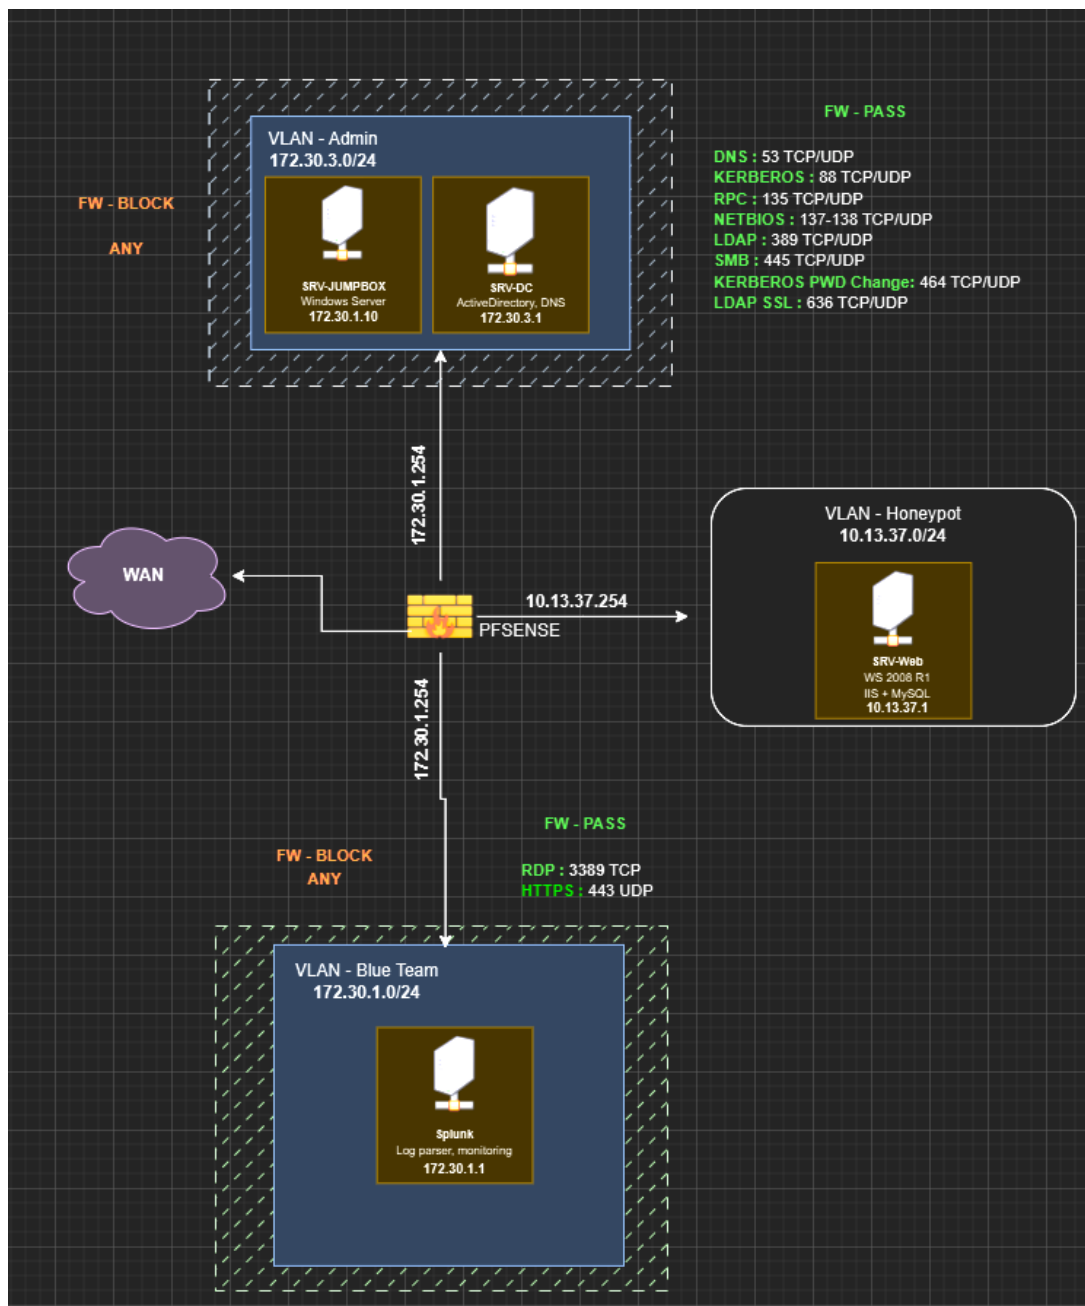 VLAN - Admin
172.30.3.0/24
SRV-JUMPBOX
Windows Server
172.30.1.10
SRV-DC
ActiveDirectory, DNS
172.30.3.1
FW - BLOCK
ANY
FW - PASS
DNS : 53 TCP/UDP
KERBEROS : 88 TCP/UDP
RPC : 135 TCP/UDP
NETBIOS : 137-138 TCP/UDP
LDAP : 389 TCP/UDP
SMB : 445 TCP/UDP
KERBEROS PWD Change: 464 TCP/UDP
LDAP SSL : 636 TCP/UDP
172.30.1.254
WAN
PFSENSE
10.13.37.254
VLAN - Honeypot
10.13.37.0/24
SRV-Web
WS 2008 R1
IIS + MySQL
10.13.37.1
172.30.1.254
FW - BLOCK
ANY
FW - PASS
RDP : 3389 TCP
HTTPS : 443 UDP
VLAN - Blue Team
172.30.1.0/24
Splunk
Log parser, monitoring
172.30.1.1